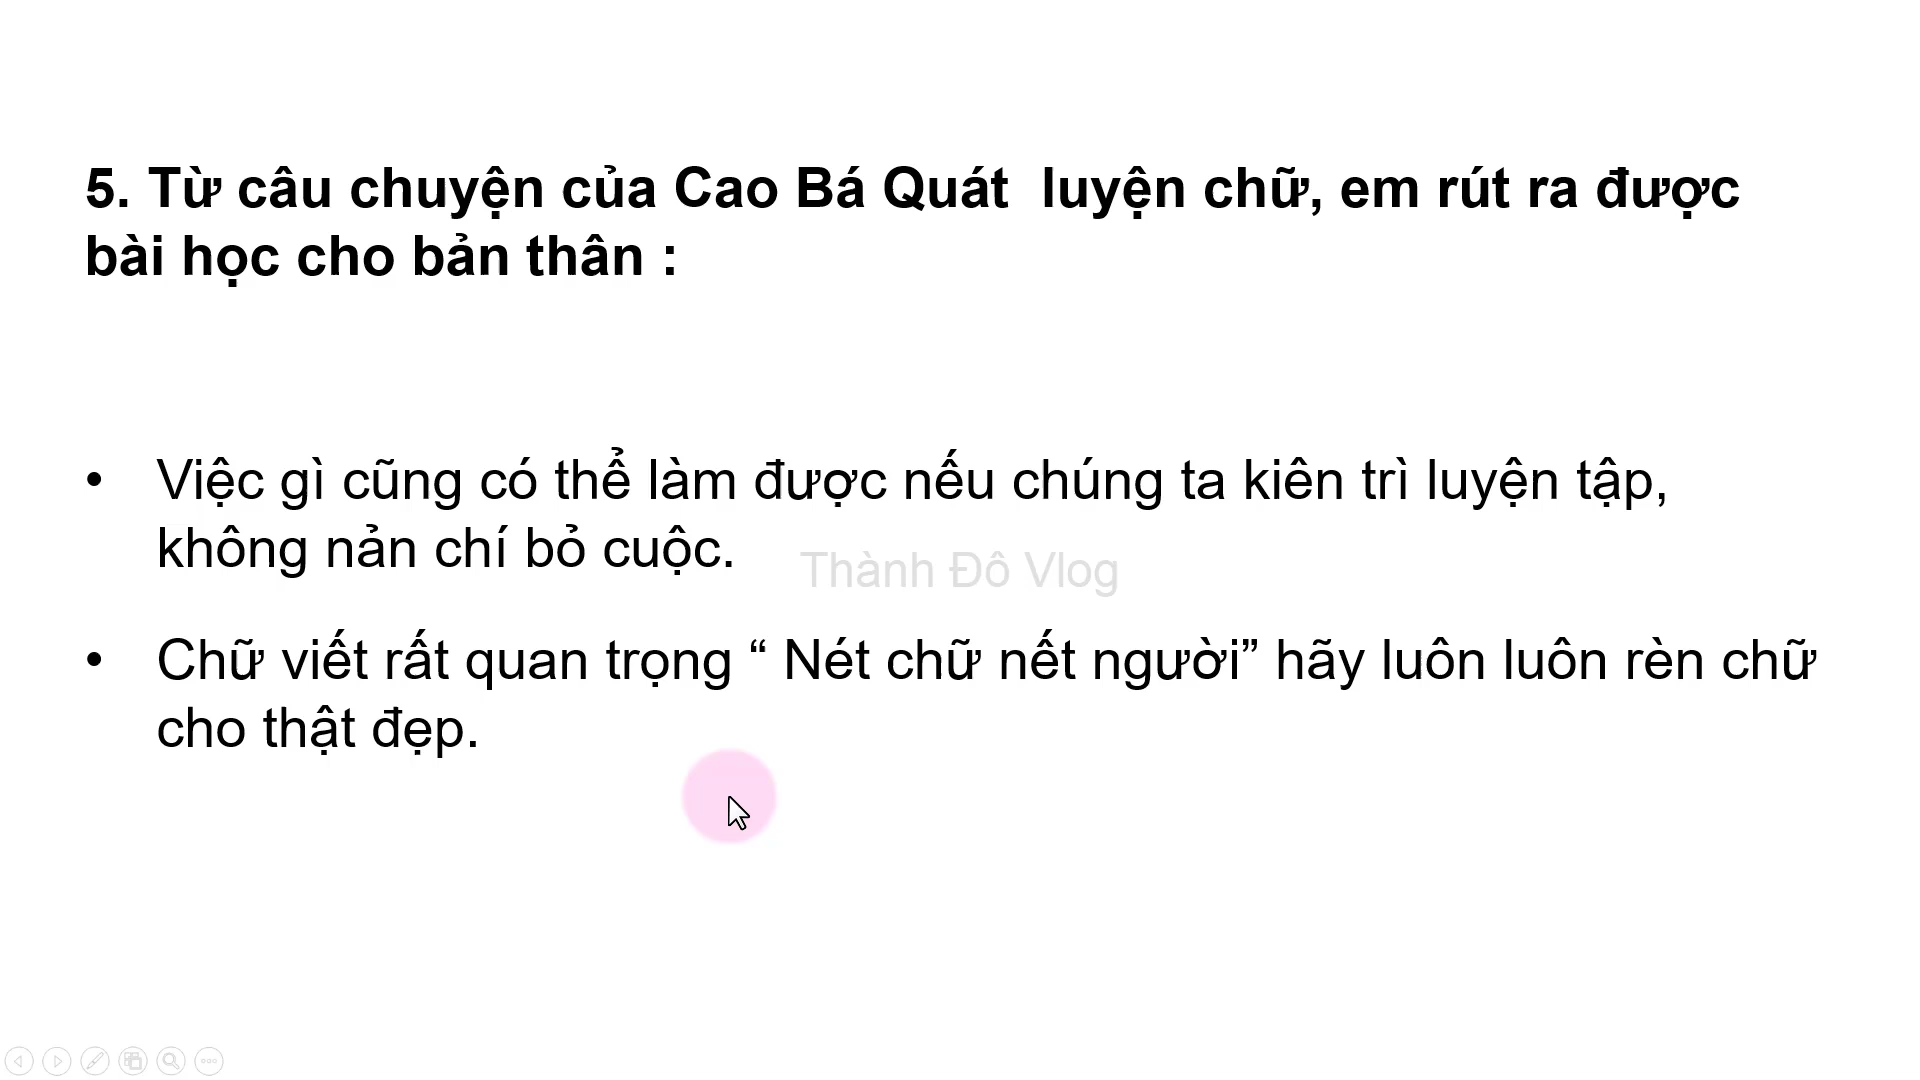 5. Từ câu chuyện của Cao Bá Quát  luyện chữ, em rút ra được
bài học cho bản thân :
• Việc gì cũng có thể làm được nếu chúng ta kiên trì luyện tập,
không nản chí bỏ cuộc.
Thành Đô Vlog
• Chữ viết rất quan trọng “ Nét chữ nết người” hãy luôn luôn rèn chữ
cho thật đẹp.